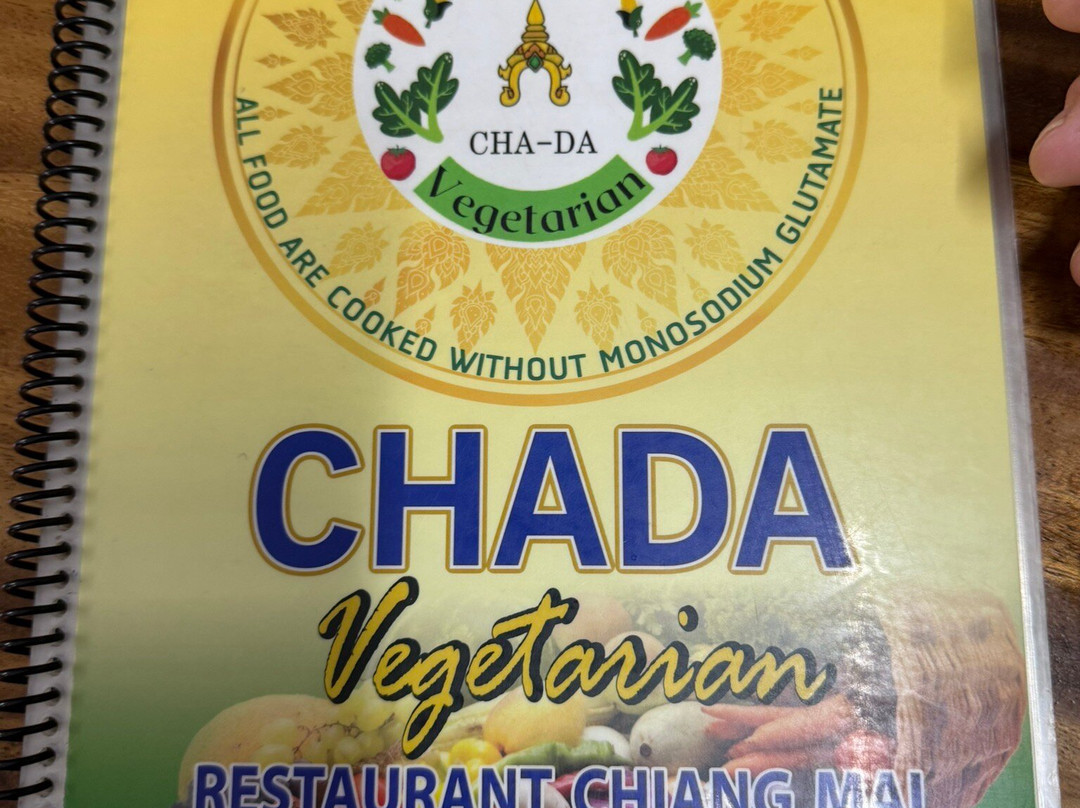 CHA-DA
Vegetarian
ALL FOOD ARE COOKED WITHOUT MONOSODIUM GLUTAMATE
CHADA
Vegetarian
RESTAURANT CHIANG MAI